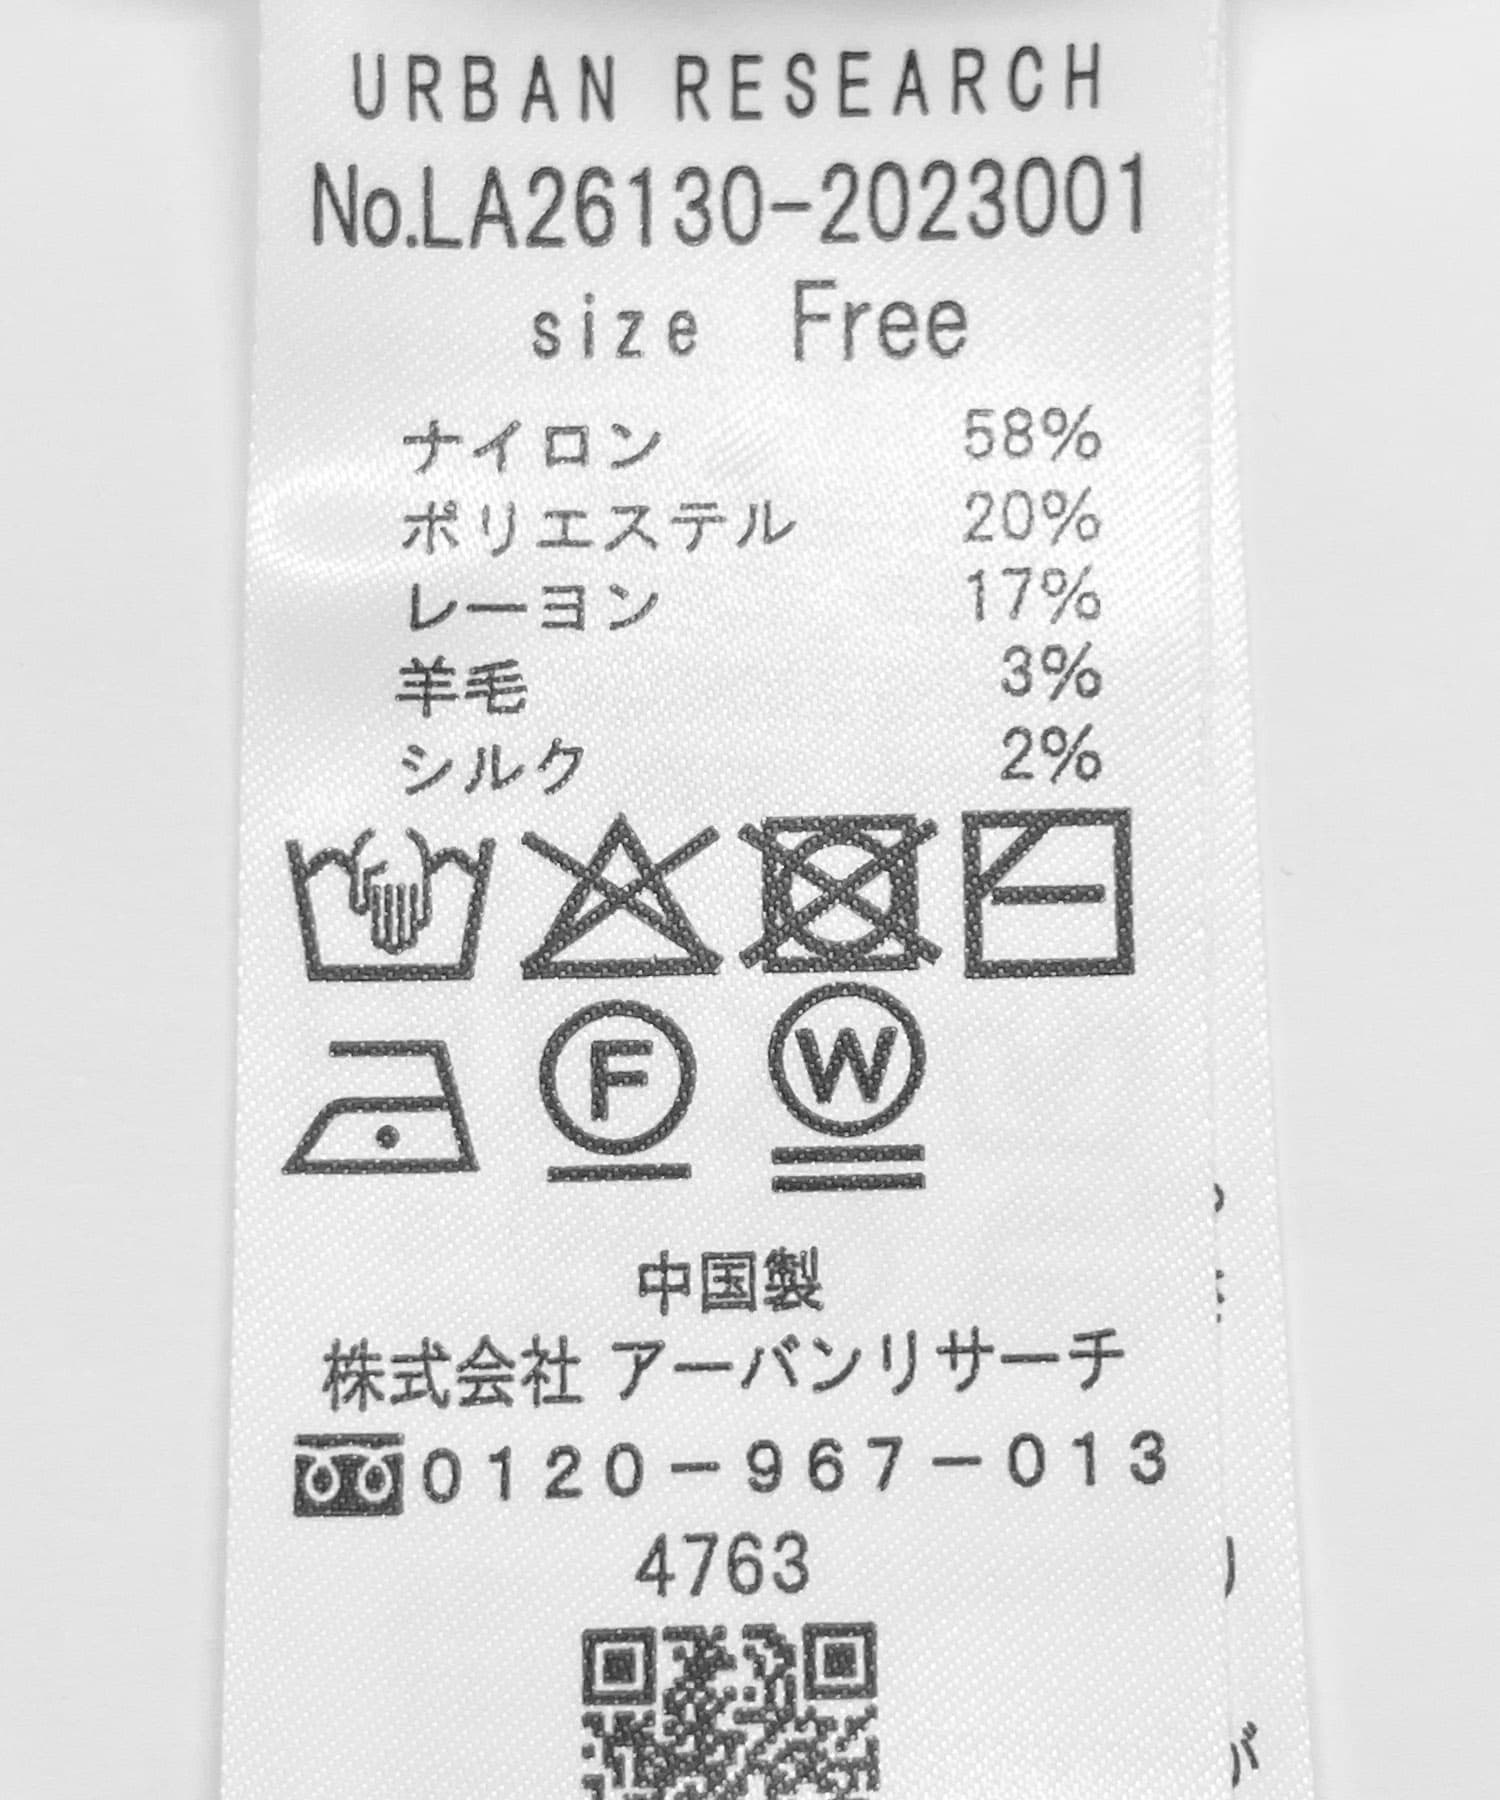 URBAN RESEARCH
No.LA26130-2023001
size Free
ナイロン 58%
ポリエステル 20%
レーヨン 17%
羊毛 3%
シルク 2%
F W
中国製
株式会社 アーバンリサーチ
0120-967-013
4763